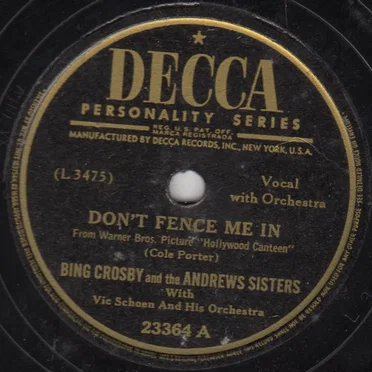 DECCA
PERSONALITY SERIES
REG. U.S. PAT. OFF.
MARCA REGISTRADA
MANUFACTURED BY DECCA RECORDS, INC., NEW YORK, U.S.A.
(L 3475)
Vocal
with Orchestra
DON'T FENCE ME IN
From Warner Bros. Picture "Hollywood Canteen"
(Cole Porter)
BING CROSBY and the ANDREWS SISTERS
With
Vic Schoen And His Orchestra
23364 A